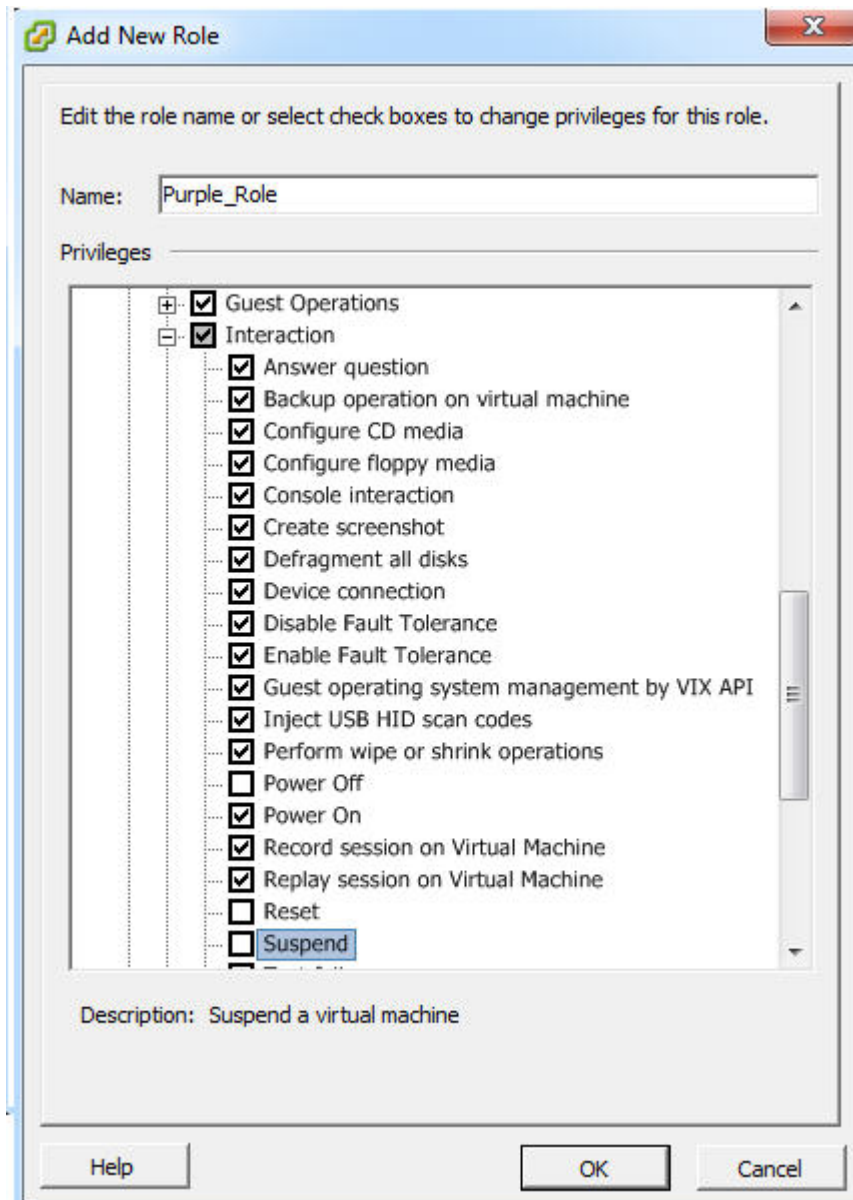 Add New Role
Edit the role name or select check boxes to change privileges for this role.
Name: Purple_Role
Privileges
Guest Operations
Interaction
Answer question
Backup operation on virtual machine
Configure CD media
Configure floppy media
Console interaction
Create screenshot
Defragment all disks
Device connection
Disable Fault Tolerance
Enable Fault Tolerance
Guest operating system management by VIX API
Inject USB HID scan codes
Perform wipe or shrink operations
Power Off
Power On
Record session on Virtual Machine
Replay session on Virtual Machine
Reset
Suspend
Description: Suspend a virtual machine
Help OK Cancel